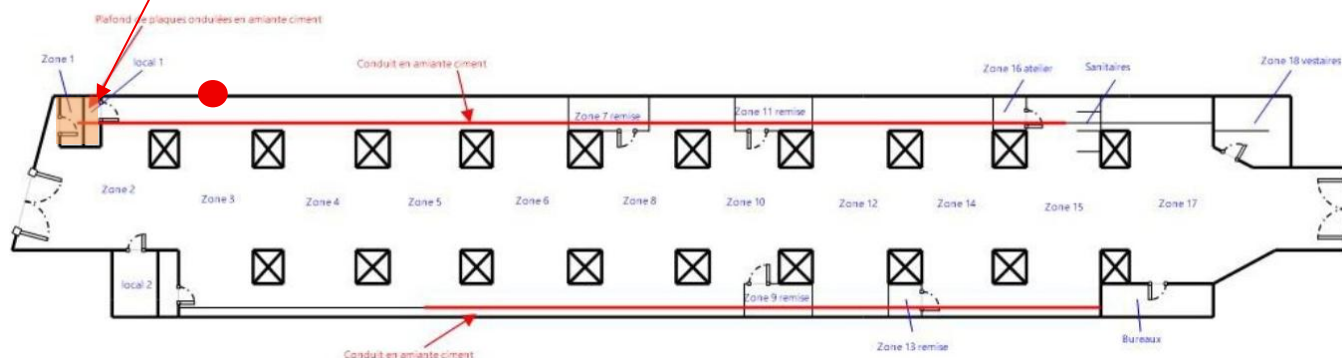 Plafond de plaques ondulées en amiante ciment
Zone 1
local 1
Conduit en amiante ciment
Zone 16 atelier
Sanitaires
Zone 18 vestaires
Zone 7 remise
Zone 11 remise
Zone 2
Zone 3
Zone 4
Zone 5
Zone 6
Zone 8
Zone 10
Zone 12
Zone 14
Zone 15
Zone 17
local 2
Zone 9 remise
Conduit en amiante ciment
Zone 13 remise
Bureaux